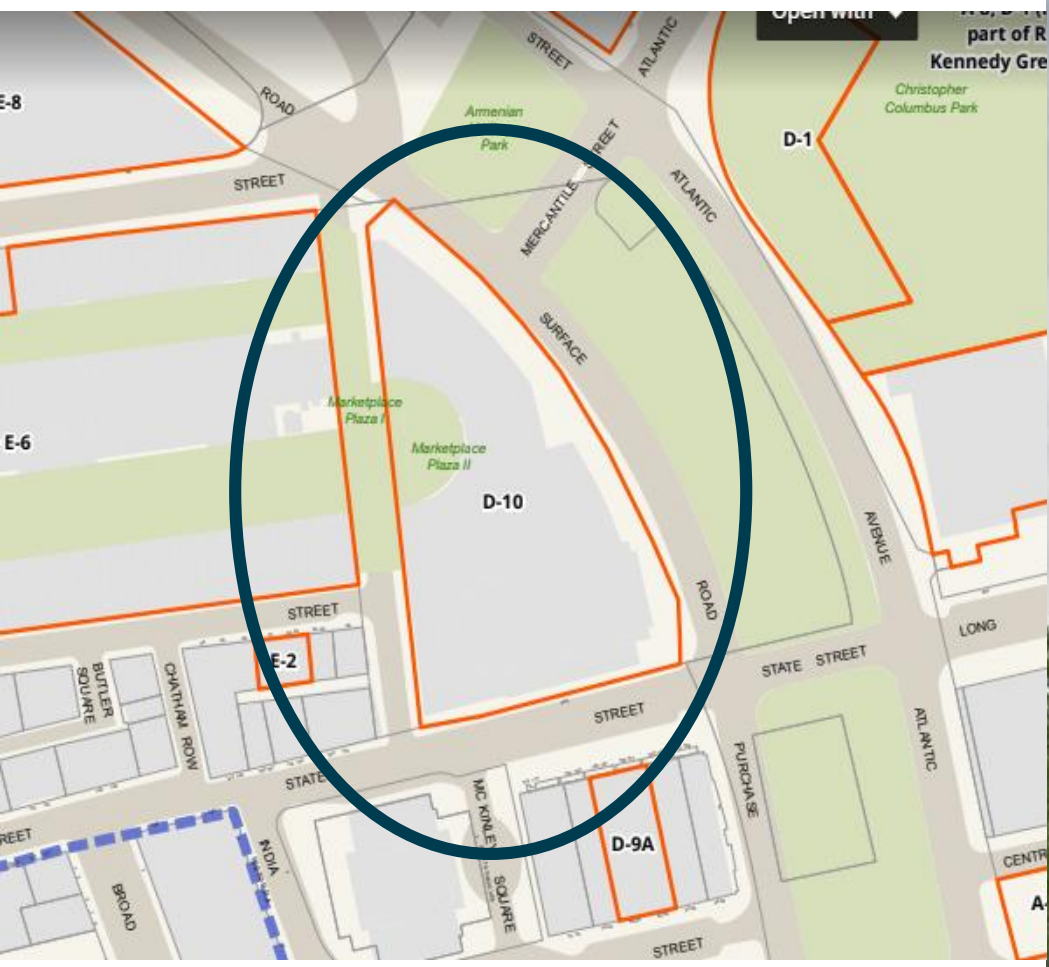 Open with
part of R
Kennedy Gre
STREET
ATLANTIC
E-8
ROAD
Armenian
Park
Christopher
Columbus Park
D-1
MERCANTILE STREET
STREET
ATLANTIC
SURFACE
Marketplace
Plaza I
Marketplace
Plaza II
E-6
D-10
AVENUE
ROAD
STREET
LONG
E-2
STATE STREET
BUTLER
SQUARE
CHATHAM ROW
STREET
ATLANTIC
STATE
PURCHASE
MC KINLEY
SQUARE
REET
INDIA
D-9A
CENTR
BROAD
A-
STREET